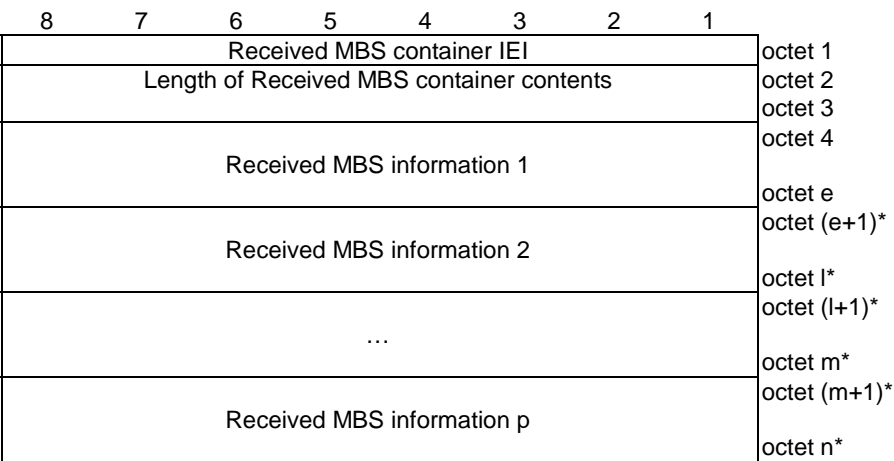 8 7 6 5 4 3 2 1
Received MBS container IEI octet 1
Length of Received MBS container contents octet 2
octet 3
octet 4
Received MBS information 1
octet e
octet (e+1)*
Received MBS information 2
octet l*
octet (l+1)*
…
octet m*
octet (m+1)*
Received MBS information p
octet n*